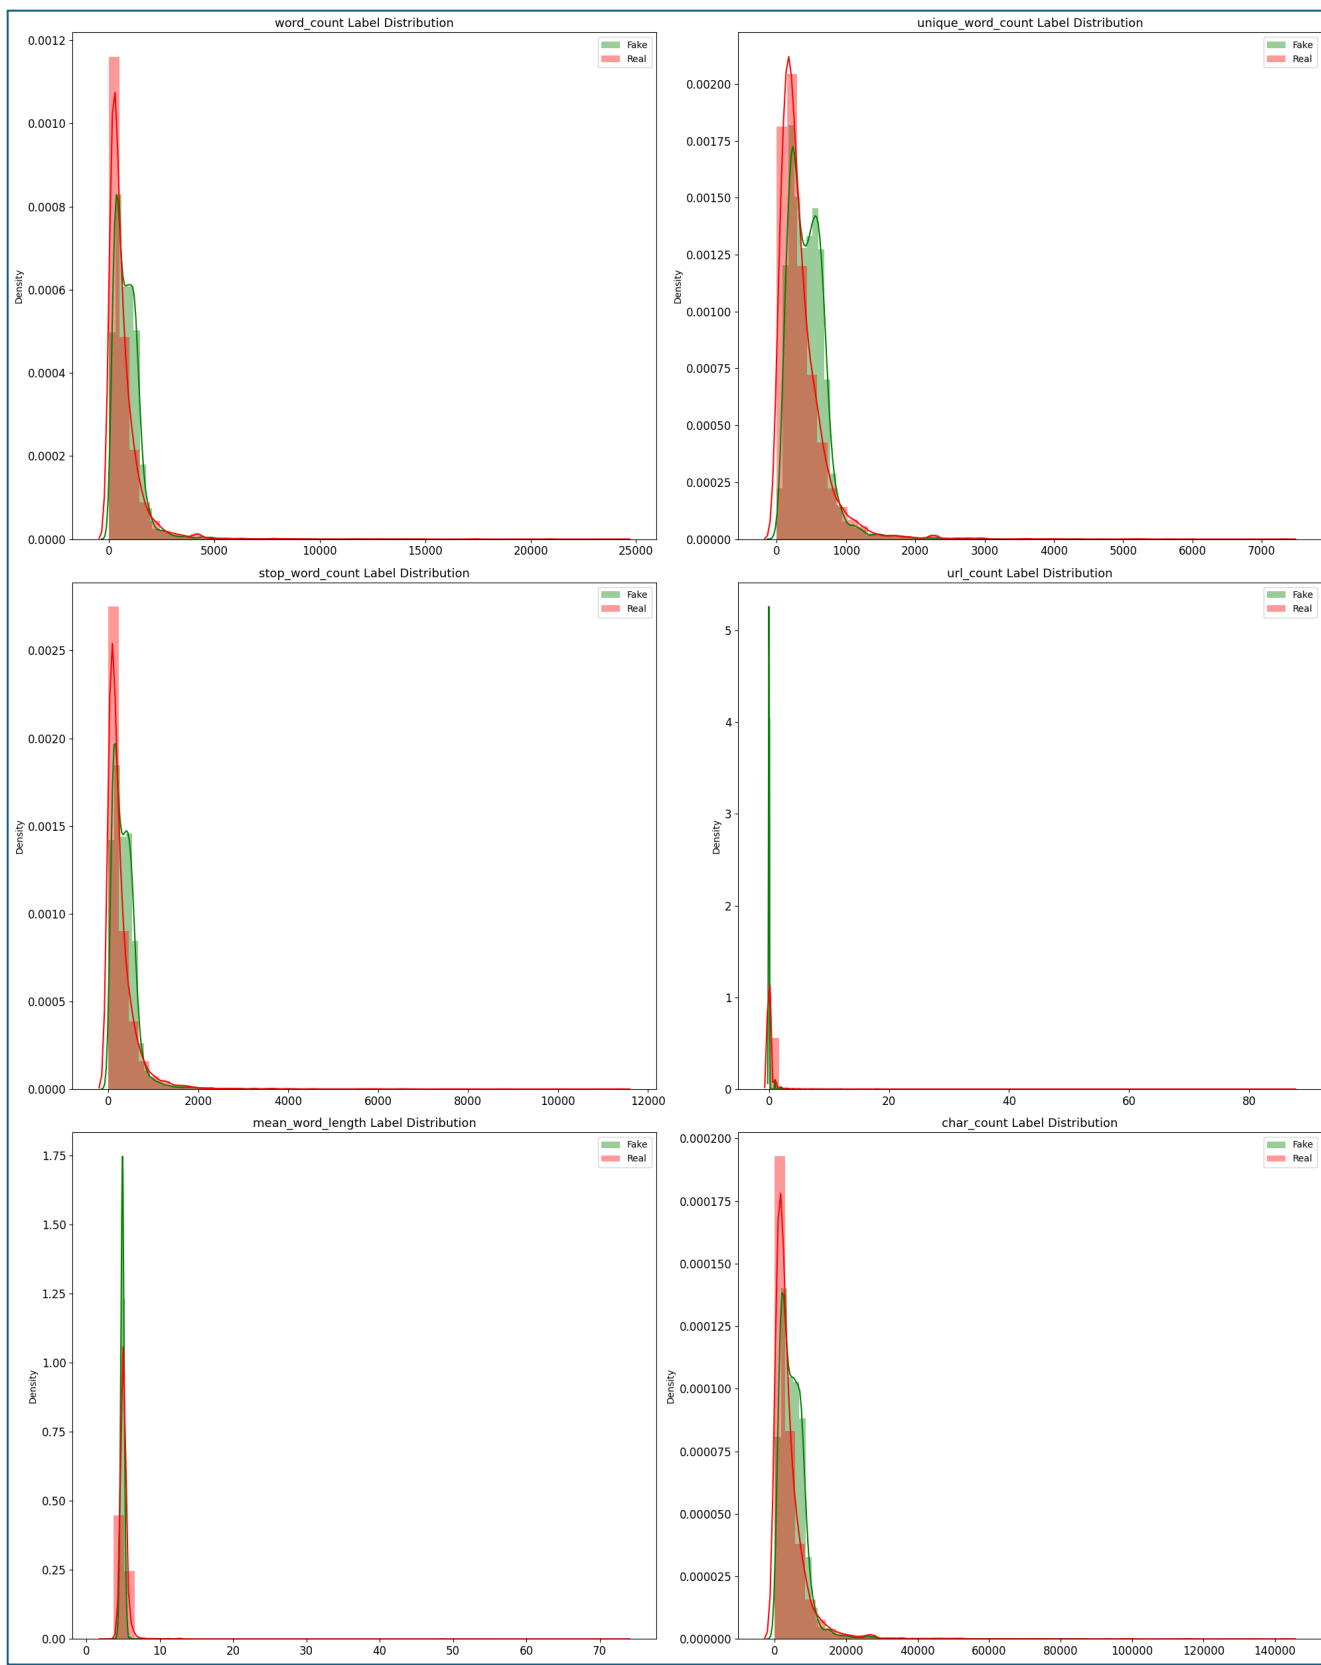 word_count Label Distribution
Fake
Real
0.0012
0.0010
0.0008
0.0006
0.0004
0.0002
0.0000
Density
0 5000 10000 15000 20000 25000
unique_word_count Label Distribution
Fake
Real
0.00200
0.00175
0.00150
0.00125
0.00100
0.00075
0.00050
0.00025
0.00000
Density
0 1000 2000 3000 4000 5000 6000 7000
stop_word_count Label Distribution
Fake
Real
0.0025
0.0020
0.0015
0.0010
0.0005
0.0000
Density
0 2000 4000 6000 8000 10000 12000
url_count Label Distribution
Fake
Real
5
4
3
2
1
0
Density
0 20 40 60 80
mean_word_length Label Distribution
Fake
Real
1.75
1.50
1.25
1.00
0.75
0.50
0.25
0.00
Density
0 10 20 30 40 50 60 70
char_count Label Distribution
Fake
Real
0.000200
0.000175
0.000150
0.000125
0.000100
0.000075
0.000050
0.000025
0.000000
Density
0 20000 40000 60000 80000 100000 120000 140000